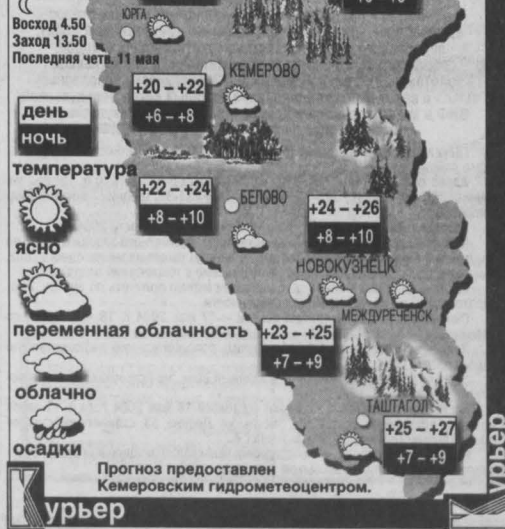 ЮРГА
Восход 4.50
Заход 13.50
Последняя четв. 11 мая
КЕМЕРОВО
+20 – +22
+6 – +8
день
ночь
температура
+22 – +24
+8 – +10
БЕЛОВО
+24 – +26
+8 – +10
ясно
НОВОКУЗНЕЦК
МЕЖДУРЕЧЕНСК
переменная облачность
+23 – +25
+7 – +9
облачно
ТАШТАГОЛ
+25 – +27
+7 – +9
осадки
Прогноз предоставлен
Кемеровским гидрометеоцентром.
Курьер